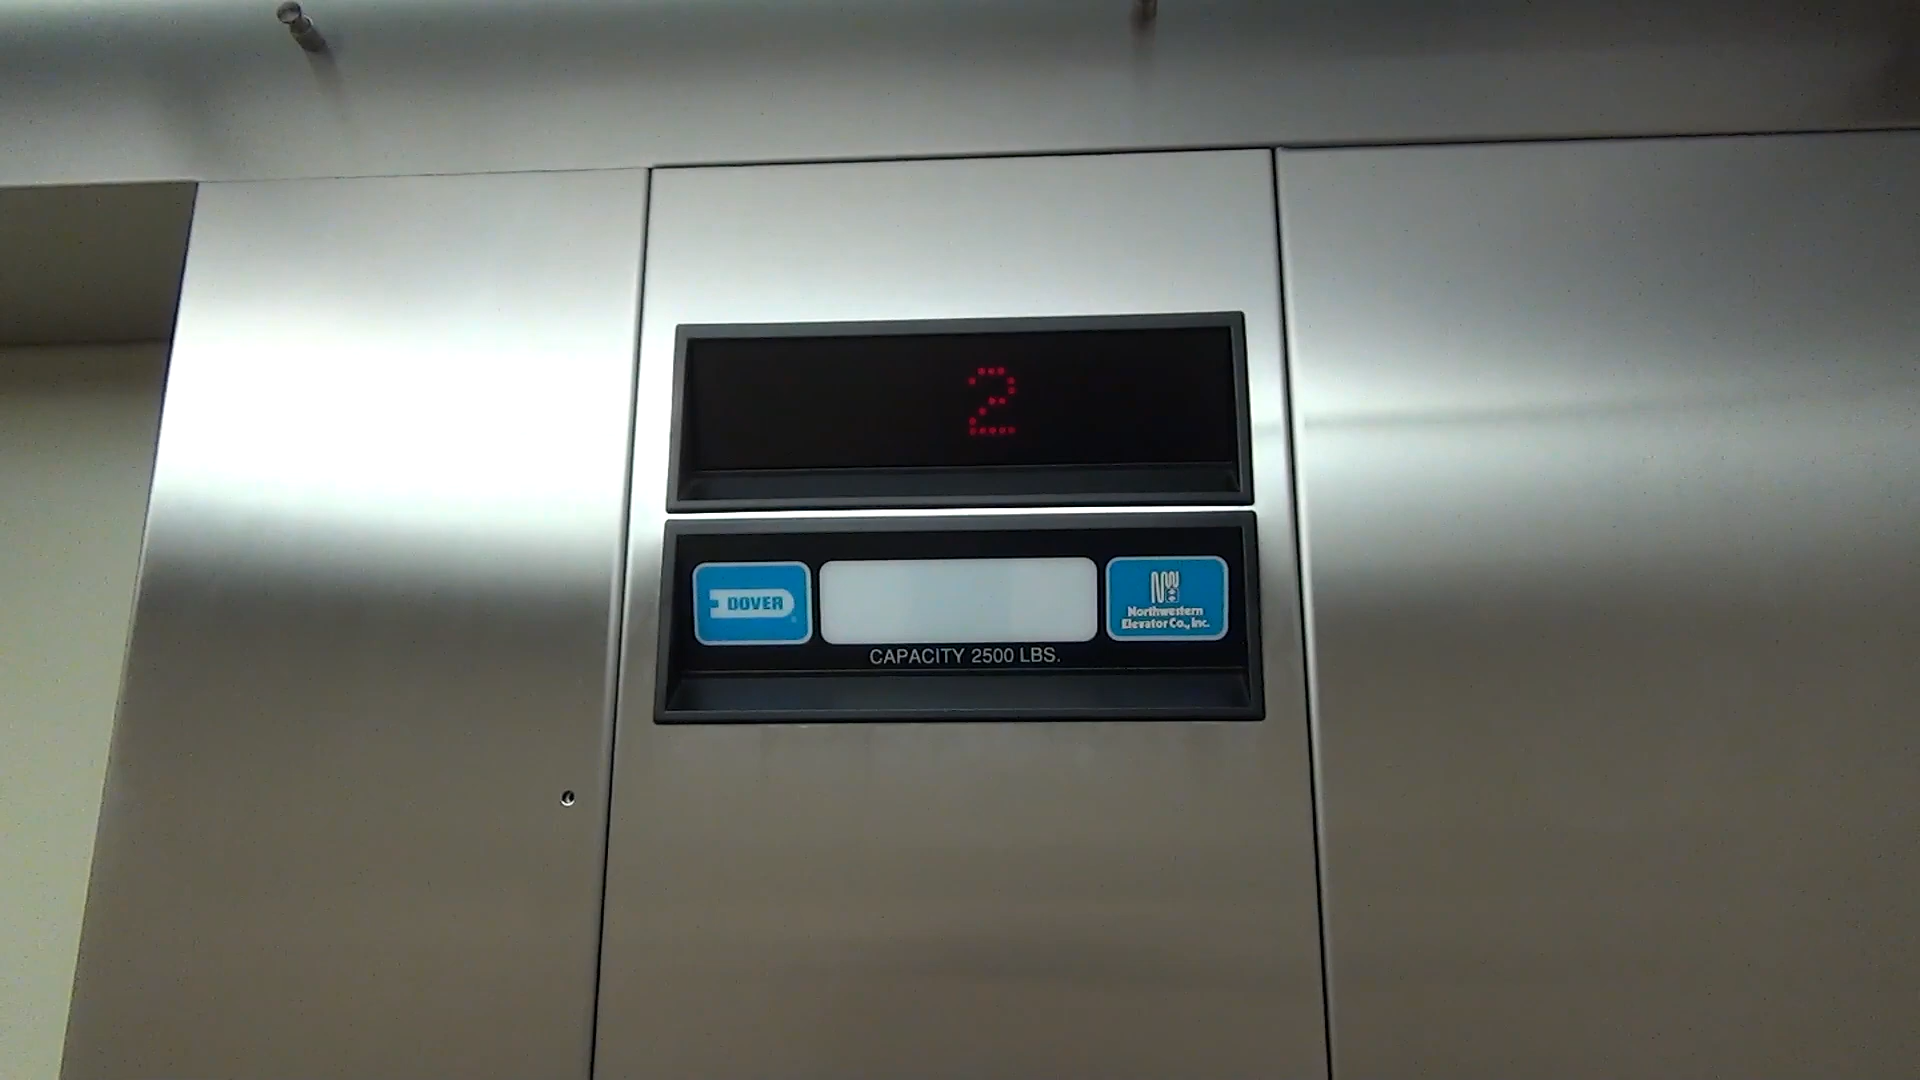 2
DOVER
Northwestern
Elevator Co., Inc.
CAPACITY 2500 LBS.